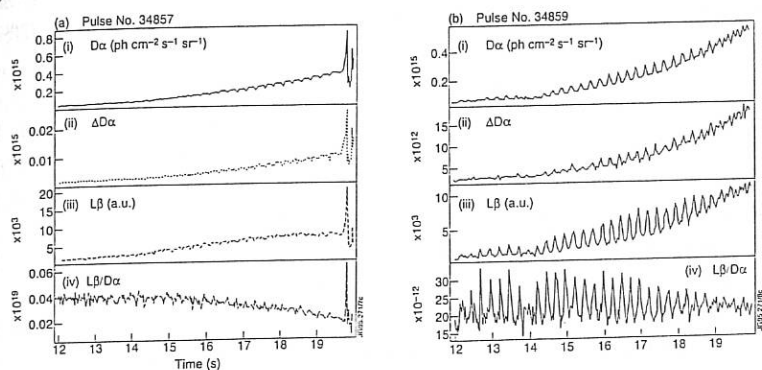 (a) Pulse No. 34857
(i) Dα (ph cm⁻² s⁻¹ sr⁻¹)
x10¹⁵
0.8
0.4
0.2
(ii) ΔDα
x10¹⁵
0.02
0.01
(iii) Lβ (a.u.)
x10³
20
15
10
5
(iv) Lβ/Dα
x10¹⁹
0.06
0.04
0.02
12 13 14 15 16 17 18 19
Time (s)
(b) Pulse No. 34859
(i) Dα (ph cm⁻² s⁻¹ sr⁻¹)
x10¹⁵
0.4
0.2
(ii) ΔDα
x10¹²
15
10
5
(iii) Lβ (a.u.)
x10³
10
5
(iv) Lβ/Dα
x10⁻¹²
30
25
20
15
12 13 14 15 16 17 18 19